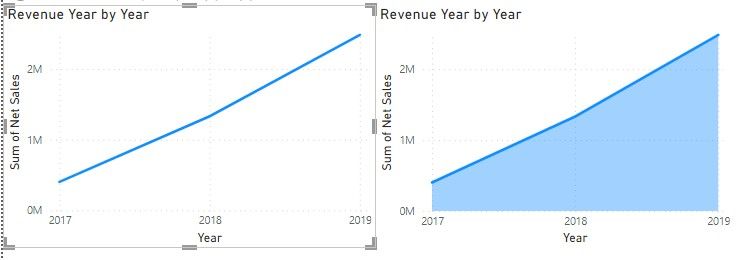 Revenue Year by Year
Sum of Net Sales
2M
1M
0M
2017
2018
2019
Year
Revenue Year by Year
Sum of Net Sales
2M
1M
0M
2017
2018
2019
Year